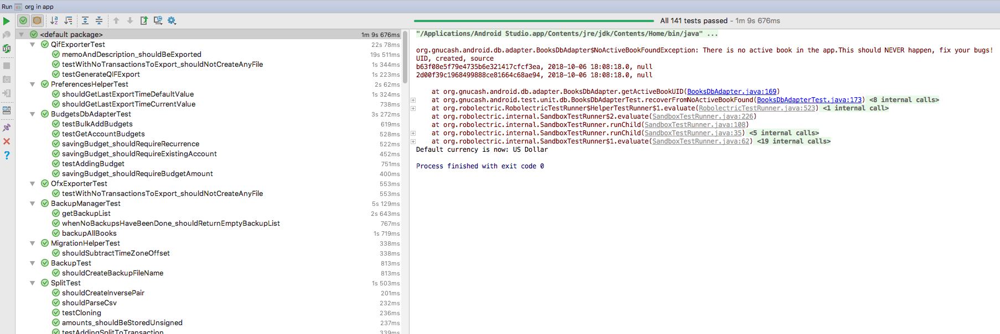 Run org in app
All 141 tests passed - 1m 9s 676ms
<default package> 1m 9s 676ms
QifExporterTest 22s 78ms
memoAndDescription_shouldBeExported 19s 511ms
testWithNoTransactionsToExport_shouldNotCreateAnyFile 1s 344ms
testGenerateQIFExport 1s 223ms
PreferencesHelperTest 2s 62ms
shouldGetLastExportTimeDefaultValue 1s 324ms
shouldGetLastExportTimeCurrentValue 738ms
BudgetsDbAdapterTest 3s 272ms
testBulkAddBudgets 619ms
testGetAccountBudgets 528ms
savingBudget_shouldRequireRecurrence 522ms
savingBudget_shouldRequireExistingAccount 452ms
testAddingBudget 751ms
savingBudget_shouldRequireBudgetAmount 400ms
OfxExporterTest 553ms
testWithNoTransactionsToExport_shouldNotCreateAnyFile 553ms
BackupManagerTest 5s 129ms
getBackupList 2s 643ms
whenNoBackupsHaveBeenDone_shouldReturnEmptyBackupList 767ms
backupAllBooks 1s 719ms
MigrationHelperTest 338ms
shouldSubtractTimeZoneOffset 338ms
BackupTest 813ms
shouldCreateBackupFileName 813ms
SplitTest 1s 503ms
shouldCreateInversePair 201ms
shouldParseCsv 232ms
testCloning 236ms
amounts_shouldBeStoredUnsigned 237ms
testAddingSplitToTransaction 339ms
"/Applications/Android Studio.app/Contents/jre/jdk/Contents/Home/bin/java" ...
org.gnucash.android.db.adapter.BooksDbAdapter$NoActiveBookFoundException: There is no active book in the app.This should NEVER happen, fix your bugs!
UID, created, source
b63f08e5f79e4735b6e321417cfcf3ea, 2018-10-06 18:08:18.0, null
2d00f39c1968499888ce81664c68ae94, 2018-10-06 18:08:18.0, null
at org.gnucash.android.db.adapter.BooksDbAdapter.getActiveBookUID(BooksDbAdapter.java:169)
at org.gnucash.android.test.unit.db.BooksDbAdapterTest.recoverFromNoActiveBookFound(BooksDbAdapterTest.java:173) <8 internal calls>
at org.robolectric.RobolectricTestRunner$HelperTestRunner$1.evaluate(RobolectricTestRunner.java:523) <1 internal call>
at org.robolectric.internal.SandboxTestRunner$2.evaluate(SandboxTestRunner.java:226)
at org.robolectric.internal.SandboxTestRunner.runChild(SandboxTestRunner.java:108)
at org.robolectric.internal.SandboxTestRunner.runChild(SandboxTestRunner.java:35) <5 internal calls>
at org.robolectric.internal.SandboxTestRunner$1.evaluate(SandboxTestRunner.java:62) <19 internal calls>
Default currency is now: US Dollar
Process finished with exit code 0